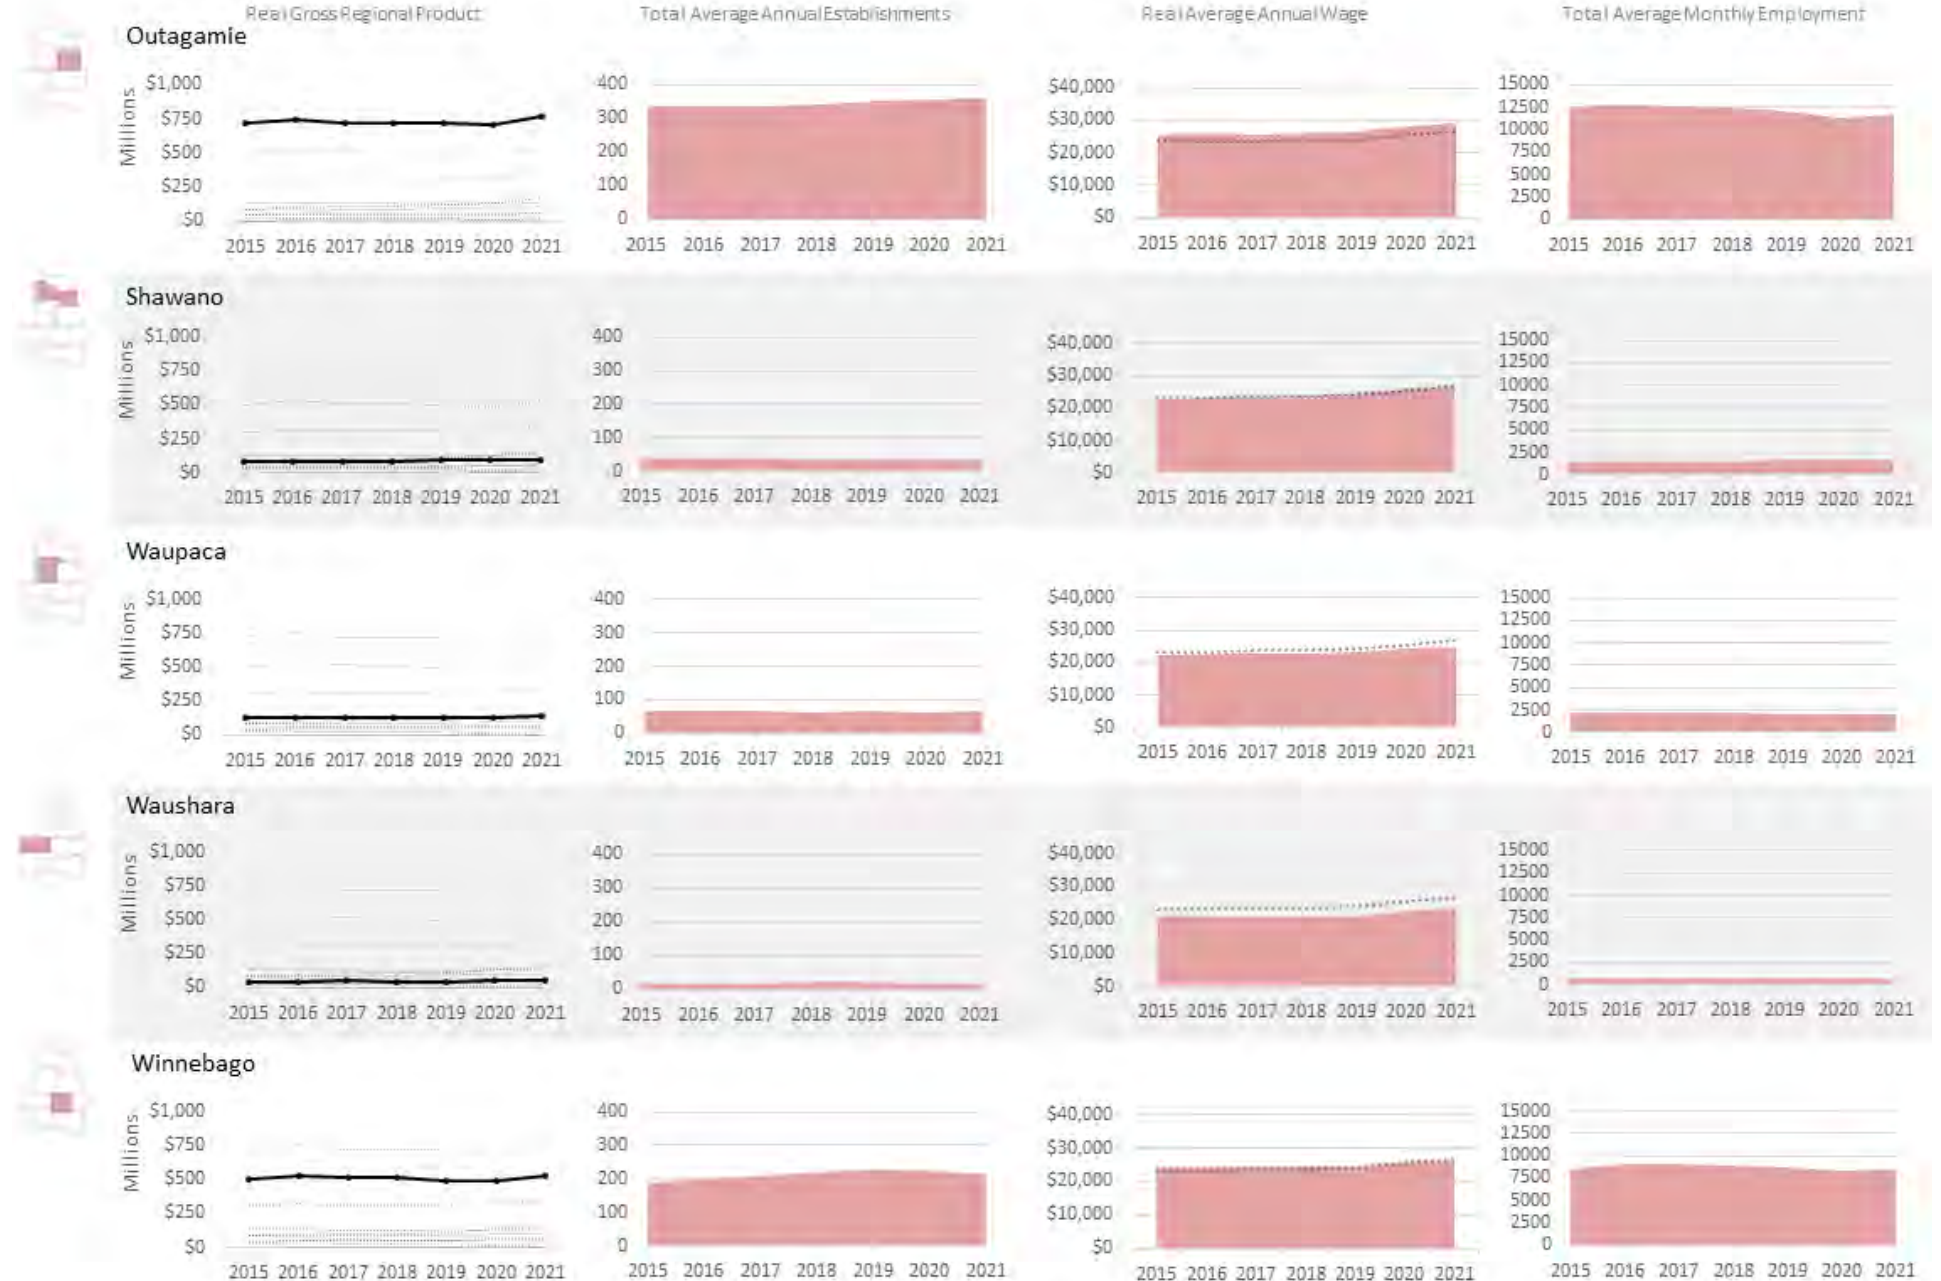 Real Gross Regional Product Total Average Annual Establishments Real Average Annual Wage Total Average Monthly Employment
Outagamie
Millions
$1,000 400 $40,000 15000
$750 300 $30,000 12500
$500 200 $20,000 10000
$250 100 $10,000 7500
$0 0 $0 5000
2500
0
2015 2016 2017 2018 2019 2020 2021 2015 2016 2017 2018 2019 2020 2021 2015 2016 2017 2018 2019 2020 2021 2015 2016 2017 2018 2019 2020 2021
Shawano
Millions
$1,000 400 $40,000 15000
$750 300 $30,000 12500
$500 200 $20,000 10000
$250 100 $10,000 7500
$0 0 $0 5000
2500
0
2015 2016 2017 2018 2019 2020 2021 2015 2016 2017 2018 2019 2020 2021 2015 2016 2017 2018 2019 2020 2021 2015 2016 2017 2018 2019 2020 2021
Waupaca
Millions
$1,000 400 $40,000 15000
$750 300 $30,000 12500
$500 200 $20,000 10000
$250 100 $10,000 7500
$0 0 $0 5000
2500
0
2015 2016 2017 2018 2019 2020 2021 2015 2016 2017 2018 2019 2020 2021 2015 2016 2017 2018 2019 2020 2021 2015 2016 2017 2018 2019 2020 2021
Waushara
Millions
$1,000 400 $40,000 15000
$750 300 $30,000 12500
$500 200 $20,000 10000
$250 100 $10,000 7500
$0 0 $0 5000
2500
0
2015 2016 2017 2018 2019 2020 2021 2015 2016 2017 2018 2019 2020 2021 2015 2016 2017 2018 2019 2020 2021 2015 2016 2017 2018 2019 2020 2021
Winnebago
Millions
$1,000 400 $40,000 15000
$750 300 $30,000 12500
$500 200 $20,000 10000
$250 100 $10,000 7500
$0 0 $0 5000
2500
0
2015 2016 2017 2018 2019 2020 2021 2015 2016 2017 2018 2019 2020 2021 2015 2016 2017 2018 2019 2020 2021 2015 2016 2017 2018 2019 2020 2021